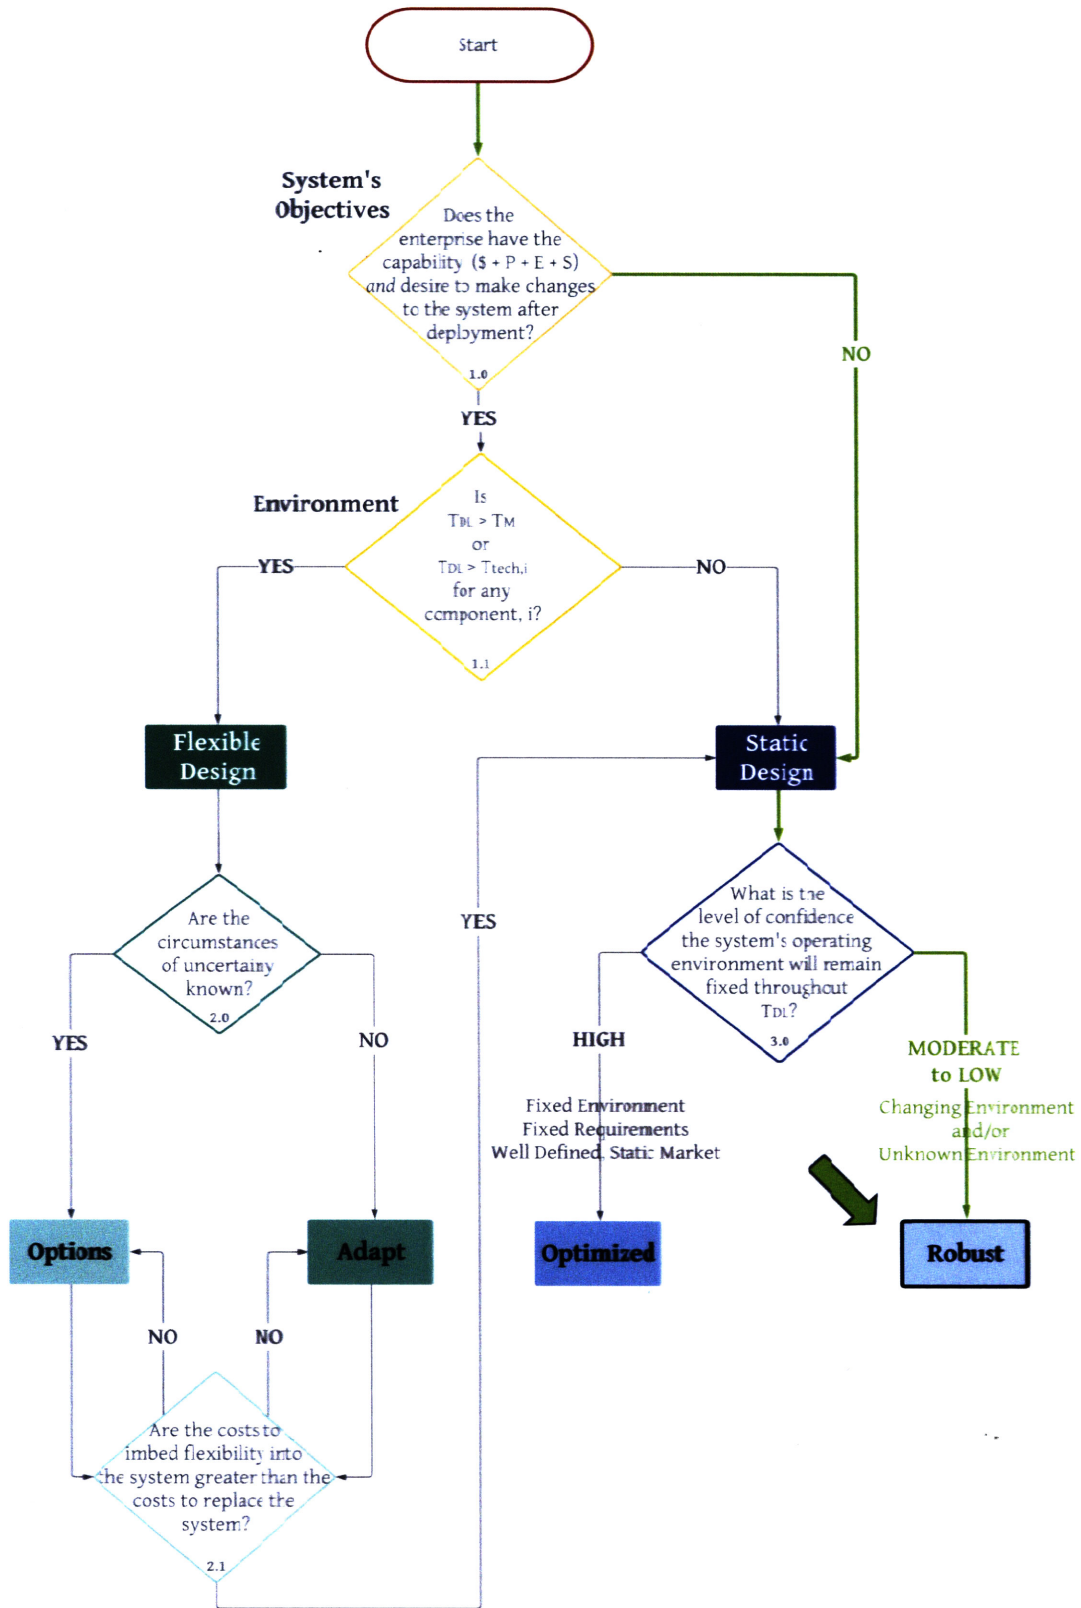 Start
System's
Objectives
Does the
enterprise have the
capability ($ + P + E + S)
and desire to make changes
to the system after
deployment?
1.0
NO
YES
Environment
Is
TDL > TM
or
TDL > Ttech,i
for any
component, i?
1.1
YES
NO
Flexible
Design
Static
Design
Are the
circumstances
of uncertainy
known?
2.0
YES
NO
YES
What is the
level of confidence
the system's operating
environment will remain
fixed throughout
TDL?
3.0
HIGH
Fixed Environment
Fixed Requirements
Well Defined, Static Market
MODERATE
to LOW
Changing Environment
and/or
Unknown Environment
Options
Adapt
Optimized
Robust
NO
NO
Are the costs to
imbed flexibility into
the system greater than the
costs to replace the
system?
2.1